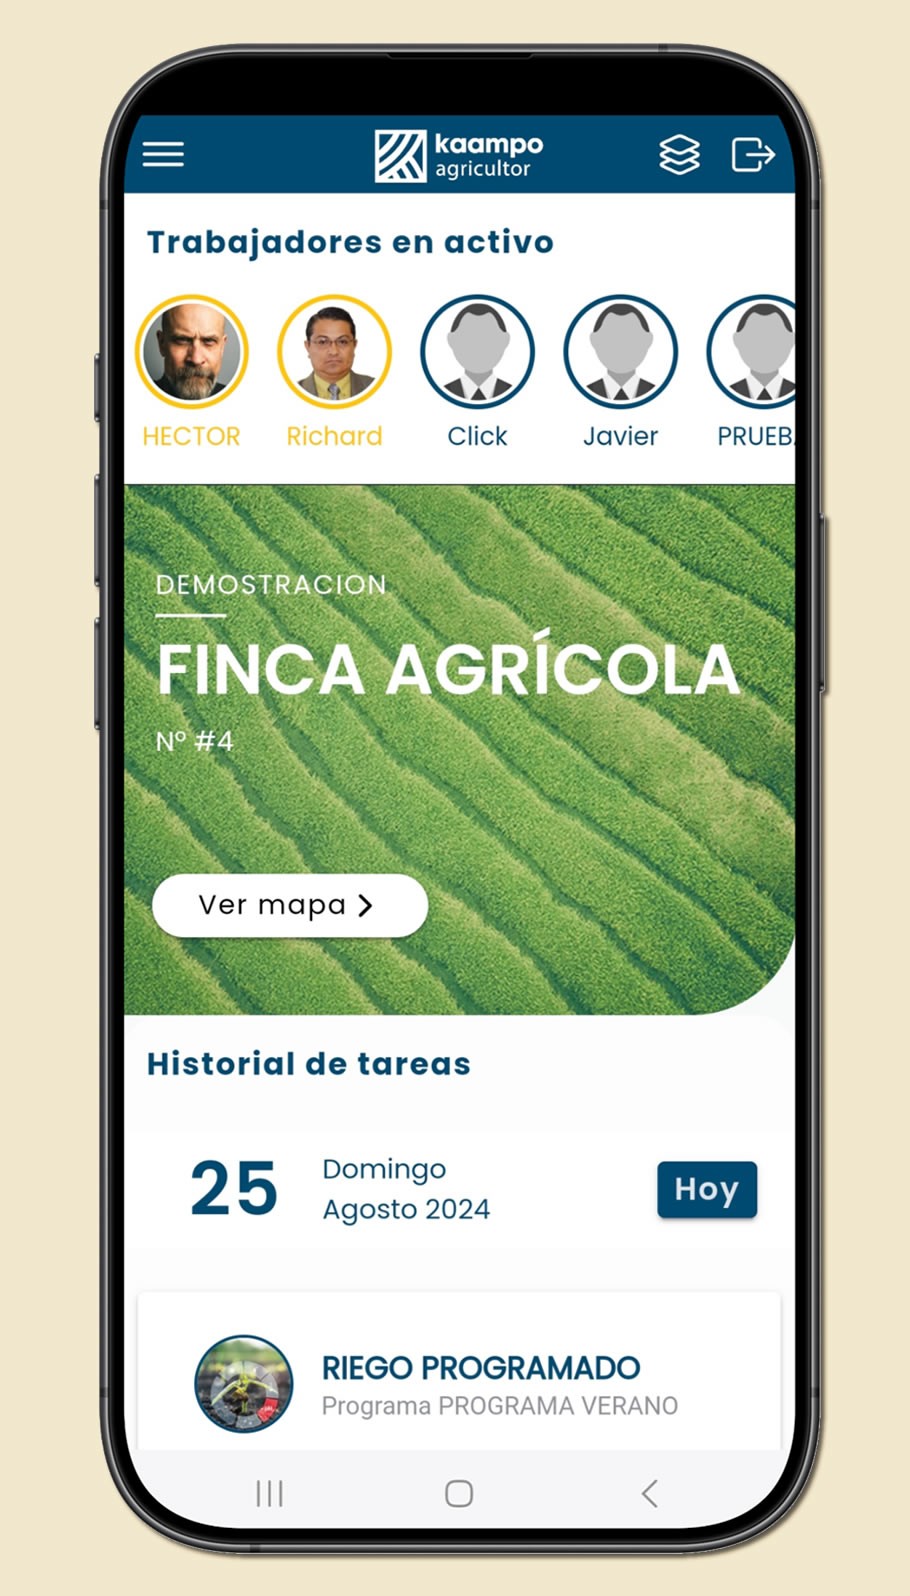 kaampo
agricultor
Trabajadores en activo
HECTOR
Richard
Click
Javier
PRUEB
DEMOSTRACION
FINCA AGRÍCOLA
Nº #4
Ver mapa
Historial de tareas
25
Domingo
Agosto 2024
Hoy
RIEGO PROGRAMADO
Programa PROGRAMA VERANO